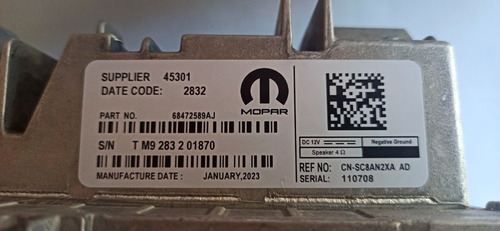 SUPPLIER 45301
DATE CODE: 2832
PART NO. 68472589AJ
S/N T M9 283 2 01870
MANUFACTURE DATE : JANUARY,2023
MOPAR
DC 12V Negative Ground
Speaker 4 Ω
REF NO: CN-SC8AN2XA AD
SERIAL: 110708